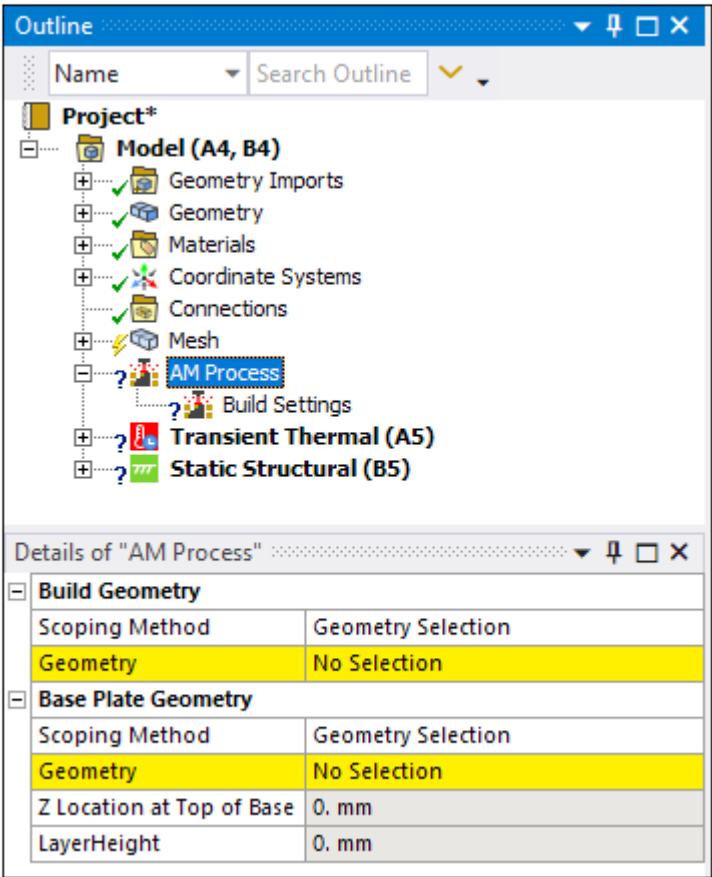 Outline
Name Search Outline
Project*
Model (A4, B4)
Geometry Imports
Geometry
Materials
Coordinate Systems
Connections
Mesh
AM Process
Build Settings
Transient Thermal (A5)
Static Structural (B5)
Details of "AM Process"
Build Geometry
Scoping Method Geometry Selection
Geometry No Selection
Base Plate Geometry
Scoping Method Geometry Selection
Geometry No Selection
Z Location at Top of Base 0. mm
LayerHeight 0. mm